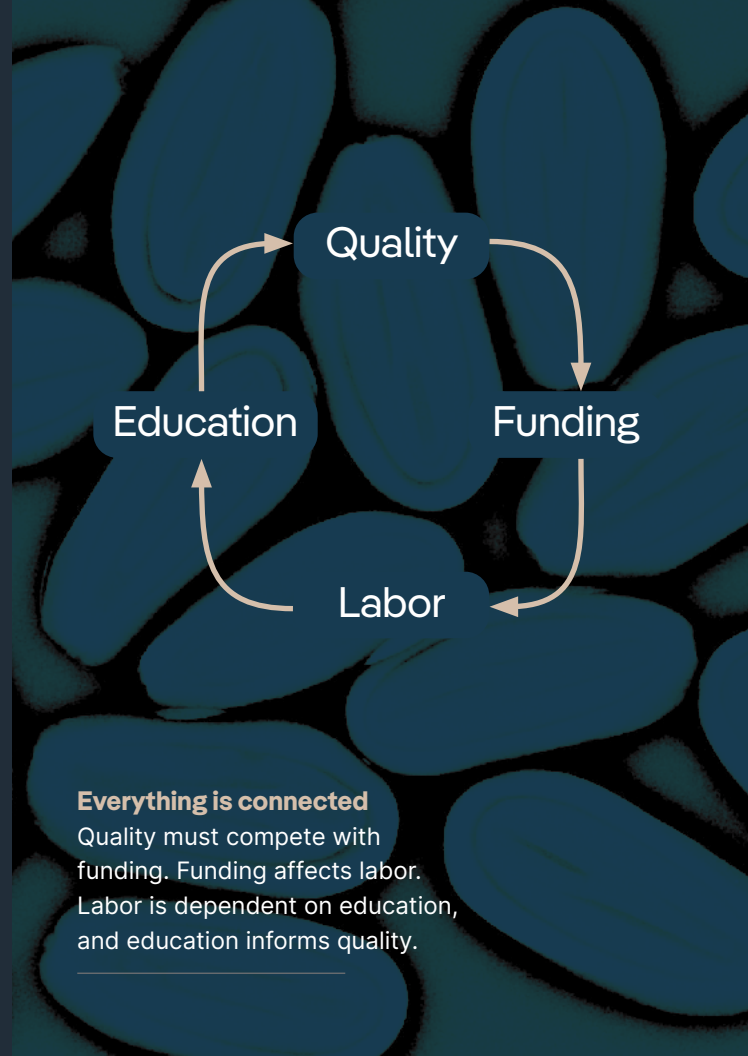 Quality
Education
Funding
Labor
Everything is connected
Quality must compete with
funding. Funding affects labor.
Labor is dependent on education,
and education informs quality.